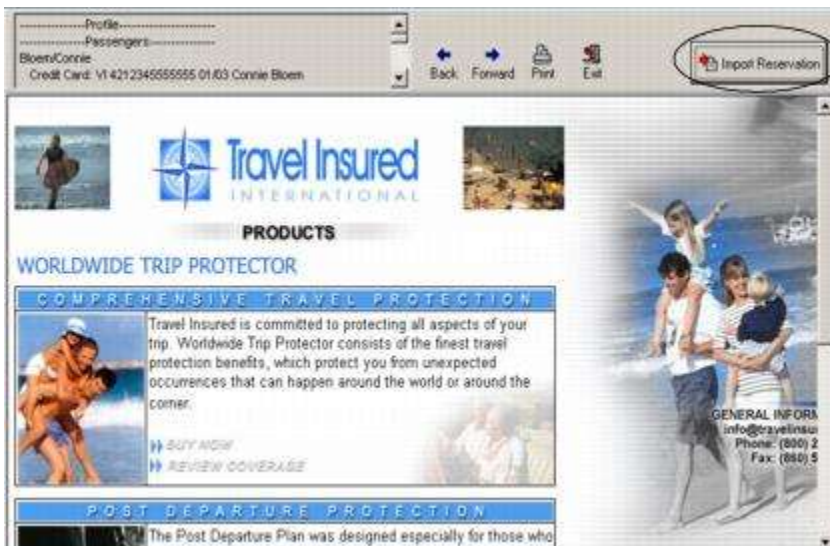 ---------------Profile---------------
---------------Passengers---------------
Bloem/Connie
Credit Card: VI 4212345555555 01/03 Connie Bloem
Back Forward Print Exit
Import Reservation
Travel Insured
INTERNATIONAL
PRODUCTS
WORLDWIDE TRIP PROTECTOR
COMPREHENSIVE TRAVEL PROTECTION
Travel Insured is committed to protecting all aspects of your
trip. Worldwide Trip Protector consists of the finest travel
protection benefits, which protect you from unexpected
occurrences that can happen around the world or around the
corner.
BUY NOW
REVIEW COVERAGE
GENERAL INFORM
info@travelinsu
Phone: (800) 2
Fax: (860) 5
POST DEPARTURE PROTECTION
The Post Departure Plan was designed especially for those who